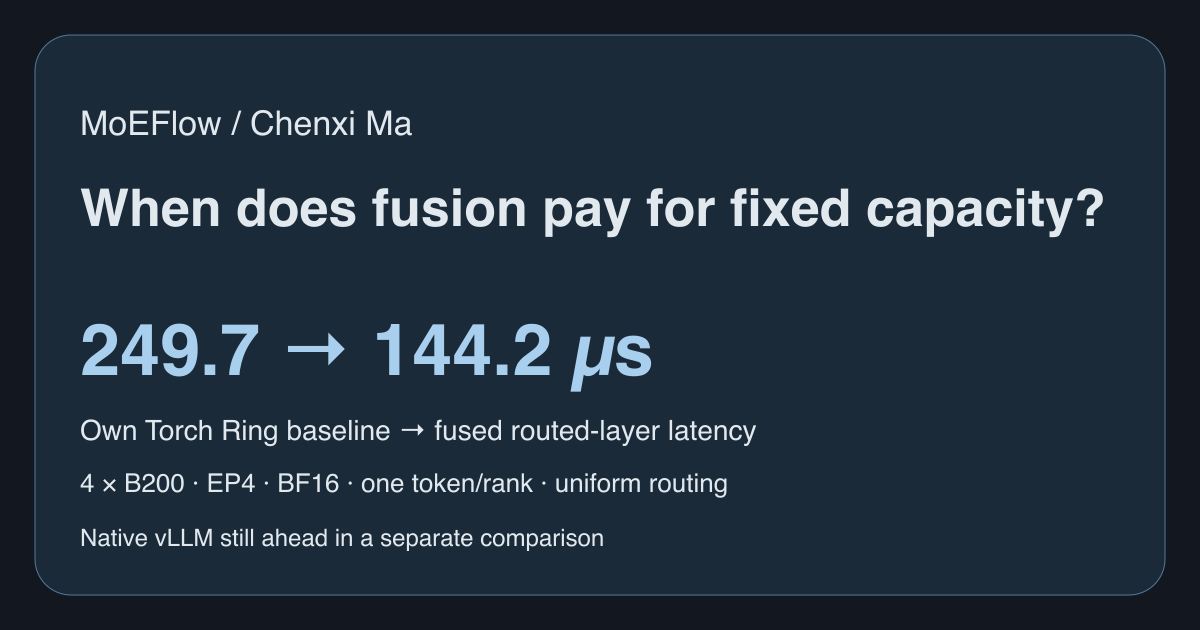 MoEFlow / Chenxi Ma
When does fusion pay for fixed capacity?
249.7 → 144.2 µs
Own Torch Ring baseline → fused routed-layer latency
4 × B200 · EP4 · BF16 · one token/rank · uniform routing
Native vLLM still ahead in a separate comparison